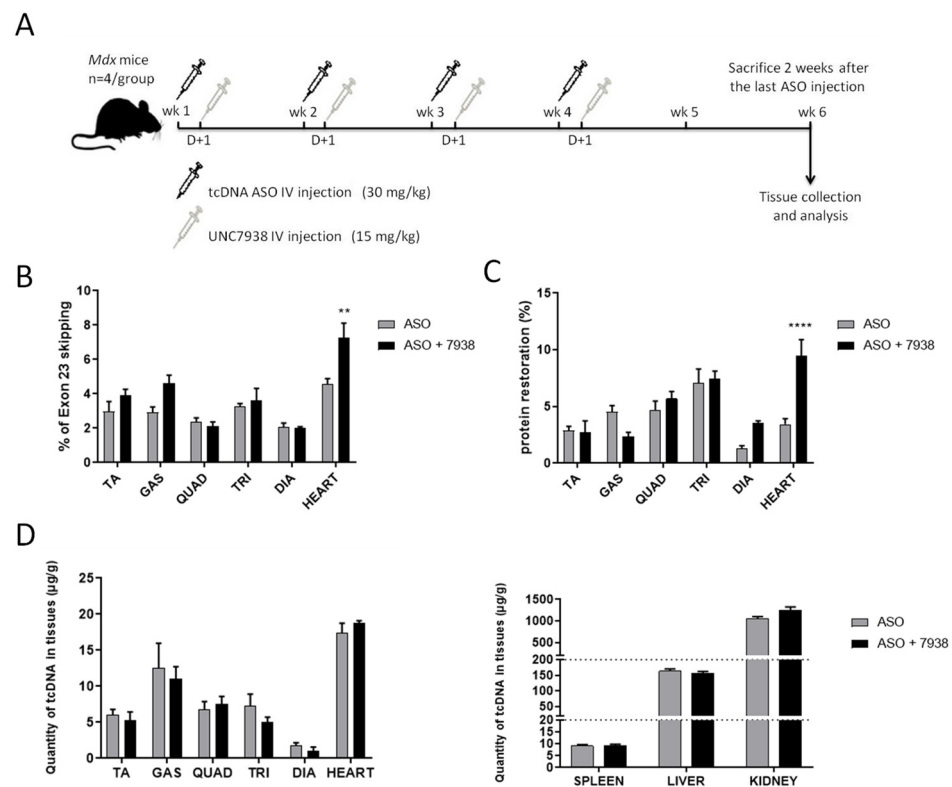 A
Mdx mice
n=4/group
Sacrifice 2 weeks after
the last ASO injection
wk 1
wk 2
wk 3
wk 4
wk 5
wk 6
D+1
D+1
D+1
D+1
tcDNA ASO IV injection (30 mg/kg)
UNC7938 IV injection (15 mg/kg)
Tissue collection
and analysis
B
% of Exon 23 skipping
10
8
6
4
2
0
**
ASO
ASO + 7938
TA
GAS
QUAD
TRI
DIA
HEART
C
protein restoration (%)
15
10
5
0
****
ASO
ASO + 7938
TA
GAS
QUAD
TRI
DIA
HEART
D
Quantity of tcDNA in tissues (µg/g)
25
20
15
10
5
0
TA
GAS
QUAD
TRI
DIA
HEART
Quantity of tcDNA in tissues (µg/g)
1500
1000
500
200
150
100
50
20
15
10
5
0
SPLEEN
LIVER
KIDNEY
ASO
ASO + 7938